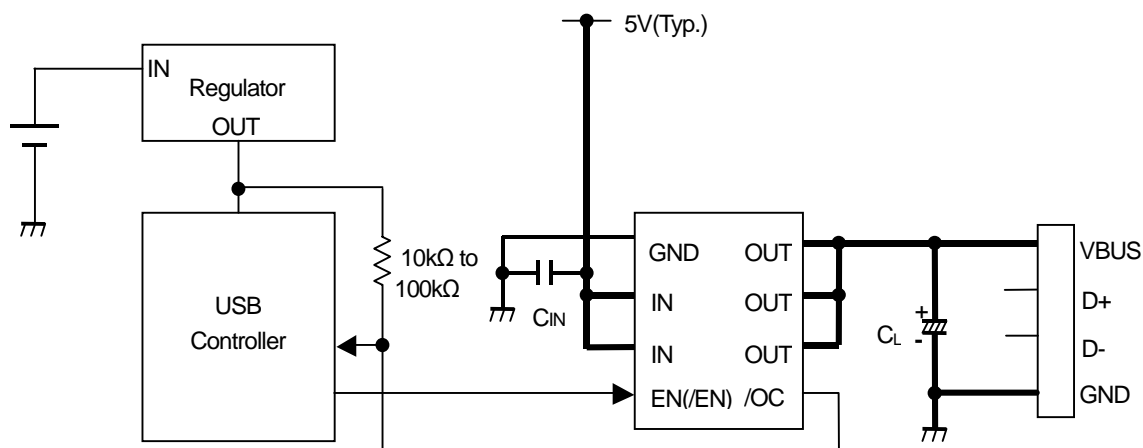 5V(Typ.)
IN
Regulator
OUT
10kΩ to
100kΩ
USB
Controller
CIN
GND OUT
IN OUT
IN OUT
EN(/EN) /OC
+
CL
-
VBUS
D+
D-
GND